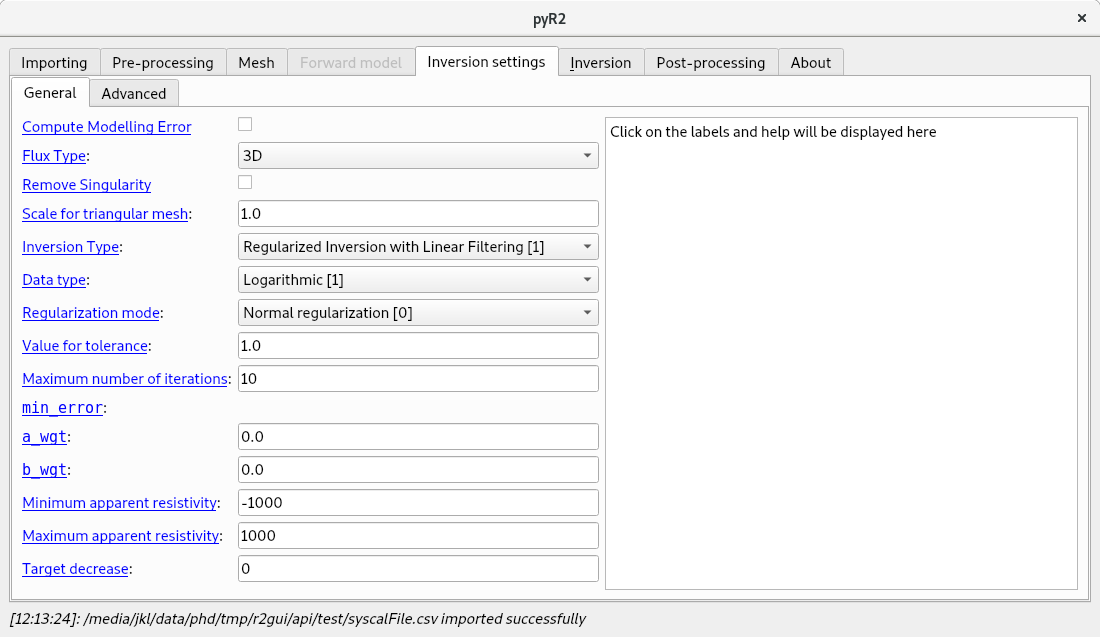 pyR2
×
Importing Pre-processing Mesh Forward model Inversion settings Inversion Post-processing About
General Advanced
Compute Modelling Error
Click on the labels and help will be displayed here
Flux Type: 3D
Remove Singularity
Scale for triangular mesh: 1.0
Inversion Type: Regularized Inversion with Linear Filtering [1]
Data type: Logarithmic [1]
Regularization mode: Normal regularization [0]
Value for tolerance: 1.0
Maximum number of iterations: 10
min_error:
a_wgt: 0.0
b_wgt: 0.0
Minimum apparent resistivity: -1000
Maximum apparent resistivity: 1000
Target decrease: 0
[12:13:24]: /media/jkl/data/phd/tmp/r2gui/api/test/syscalFile.csv imported successfully